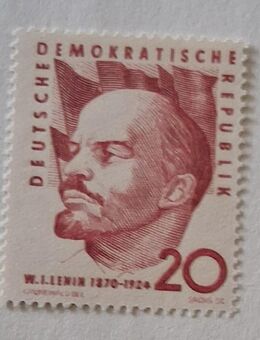 DEUTSCHE DEMOKRATISCHE REPUBLIK
W.I.LENIN 1870-1924
20